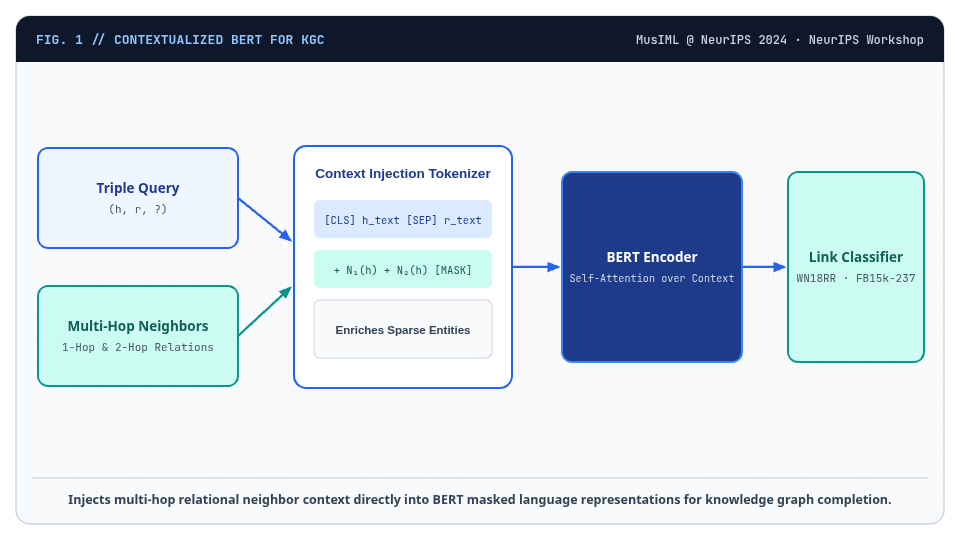 FIG. 1 // CONTEXTUALIZED BERT FOR KGC
MusIML @ NeurIPS 2024 · NeurIPS Workshop
Triple Query
(h, r, ?)
Multi-Hop Neighbors
1-Hop & 2-Hop Relations
Context Injection Tokenizer
[CLS] h_text [SEP] r_text
+ N₁(h) + N₂(h) [MASK]
Enriches Sparse Entities
BERT Encoder
Self-Attention over Context
Link Classifier
WN18RR · FB15k-237
Injects multi-hop relational neighbor context directly into BERT masked language representations for knowledge graph completion.